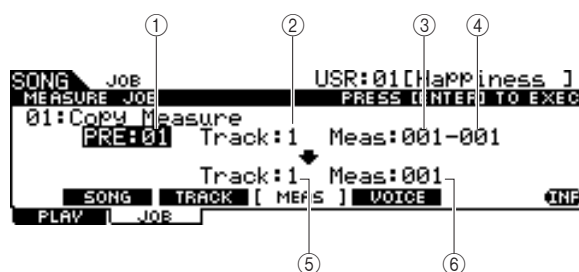 ① ② ③ ④
SONG JOB USR:01[Happiness ]
MEASURE JOB PRESS [ENTER] TO EXEC
01:Copy Measure
PRE:01 Track:1 Meas:001-001
Track:1 Meas:001
SONG TRACK [ MEAS ] VOICE INF
PLAY JOB
⑤ ⑥